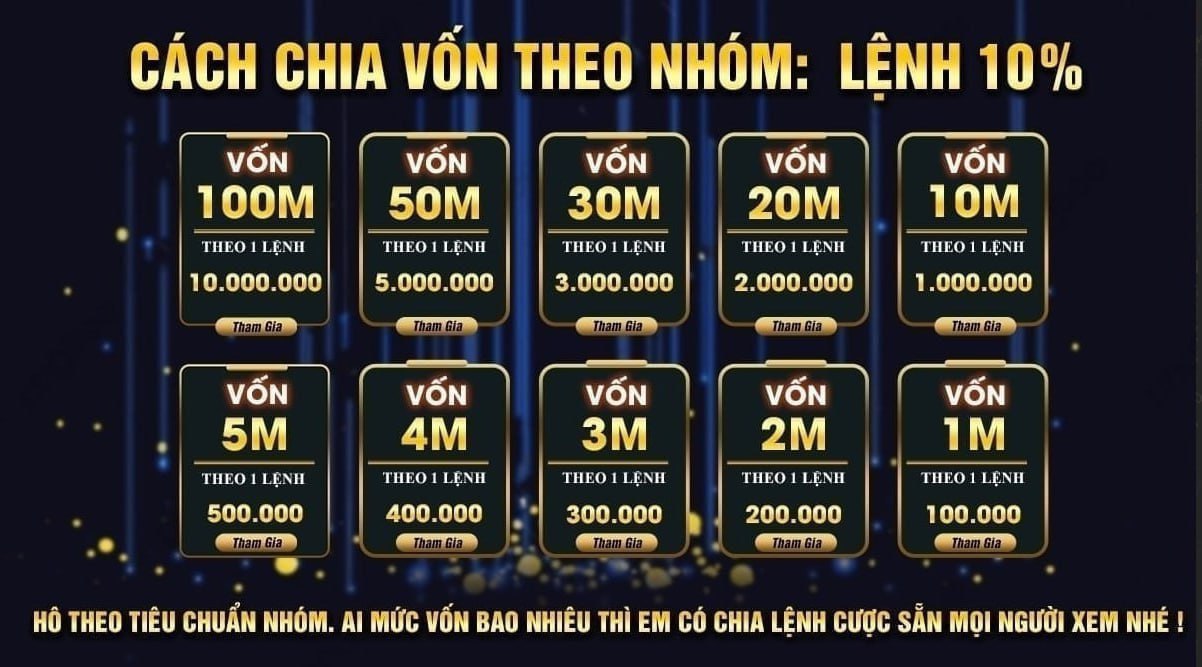 CÁCH CHIA VỐN THEO NHÓM: LỆNH 10%
VỐN
100M
THEO 1 LỆNH
10.000.000
Tham Gia
VỐN
50M
THEO 1 LỆNH
5.000.000
Tham Gia
VỐN
30M
THEO 1 LỆNH
3.000.000
Tham Gia
VỐN
20M
THEO 1 LỆNH
2.000.000
Tham Gia
VỐN
10M
THEO 1 LỆNH
1.000.000
Tham Gia
VỐN
5M
THEO 1 LỆNH
500.000
Tham Gia
VỐN
4M
THEO 1 LỆNH
400.000
Tham Gia
VỐN
3M
THEO 1 LỆNH
300.000
Tham Gia
VỐN
2M
THEO 1 LỆNH
200.000
Tham Gia
VỐN
1M
THEO 1 LỆNH
100.000
Tham Gia
HÔ THEO TIÊU CHUẨN NHÓM. AI MỨC VỐN BAO NHIÊU THÌ EM CÓ CHIA LỆNH CƯỢC SẴN MỌI NGƯỜI XEM NHÉ !